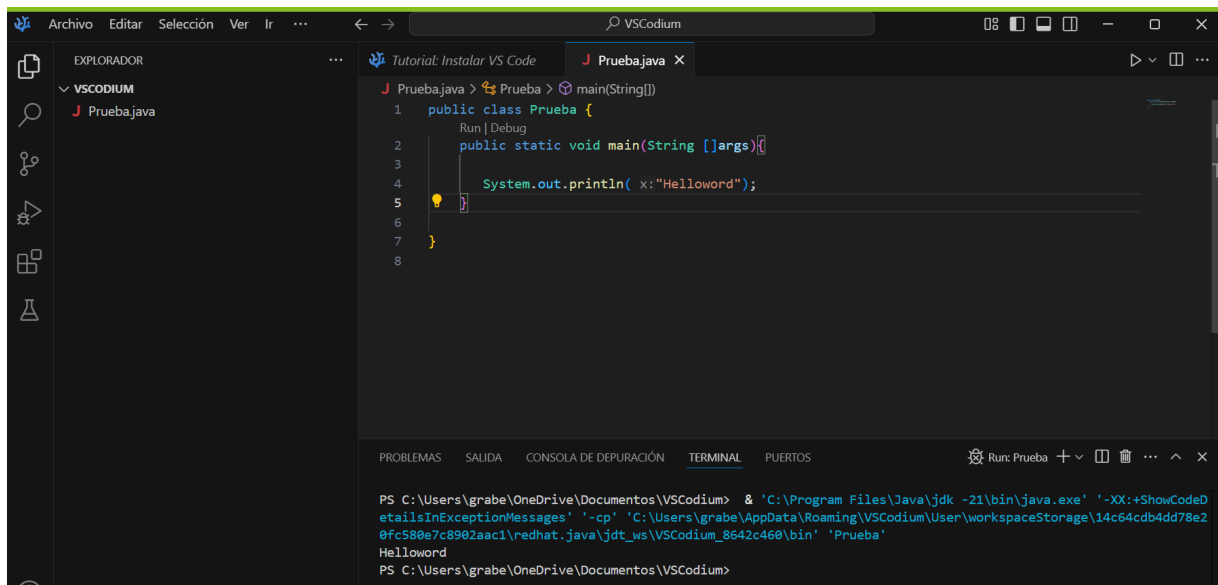 Archivo Editar Selección Ver Ir ··· VSCodium
EXPLORADOR ···
VSCODIUM
J Prueba.java
Tutorial: Instalar VS Code J Prueba.java
J Prueba.java > Prueba > main(String[])
1 public class Prueba {
Run | Debug
2 public static void main(String []args){
3
4 System.out.println( x:"Helloword");
5 }
6
7 }
8
PROBLEMAS SALIDA CONSOLA DE DEPURACIÓN TERMINAL PUERTOS Run: Prueba
PS C:\Users\grabe\OneDrive\Documentos\VSCodium> & 'C:\Program Files\Java\jdk -21\bin\java.exe' '-XX:+ShowCodeD
etailsInExceptionMessages' '-cp' 'C:\Users\grabe\AppData\Roaming\VSCodium\User\workspaceStorage\14c64cdb4dd78e2
0fc580e7c8902aac1\redhat.java\jdt_ws\VSCodium_8642c460\bin' 'Prueba'
Helloword
PS C:\Users\grabe\OneDrive\Documentos\VSCodium>